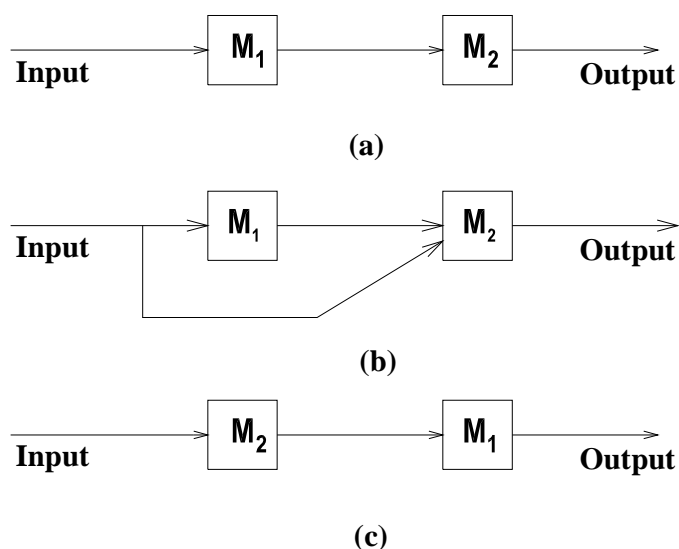 M₁ M₂
Input Output
(a)
M₁ M₂
Input Output
(b)
M₂ M₁
Input Output
(c)